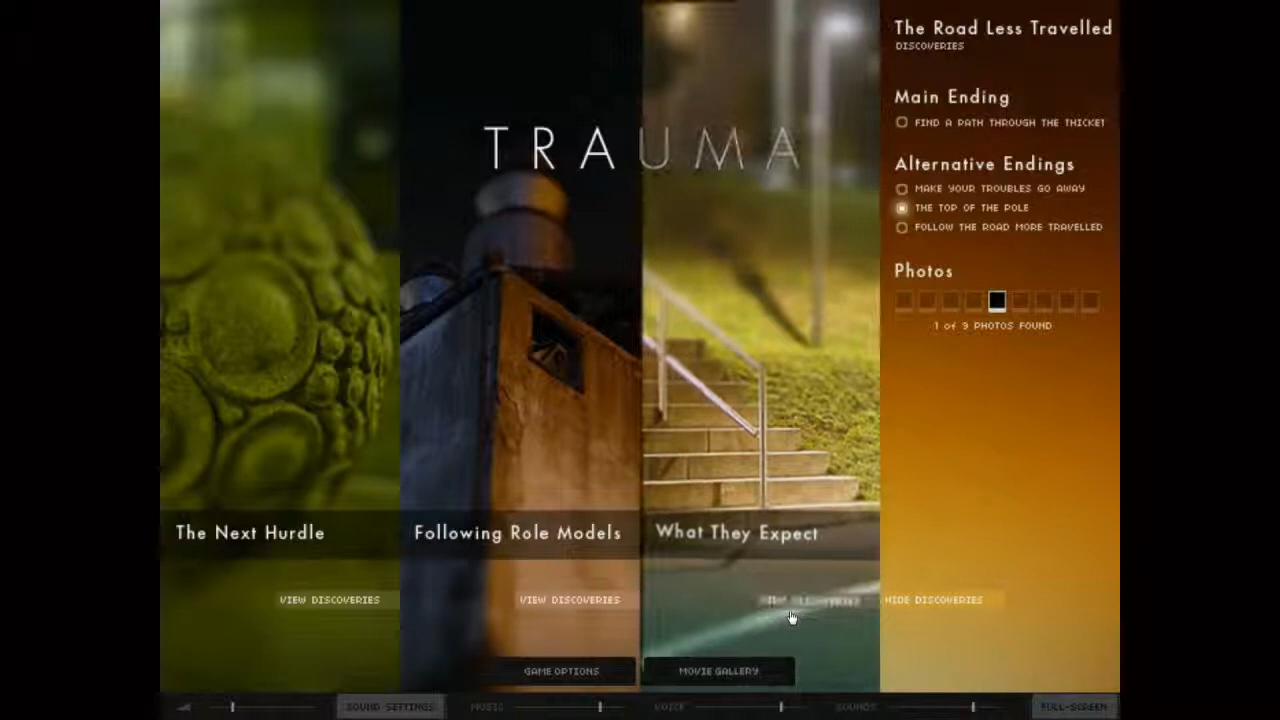 TRAUMA
The Next Hurdle
VIEW DISCOVERIES
Following Role Models
VIEW DISCOVERIES
What They Expect
The Road Less Travelled
DISCOVERIES
Main Ending
FIND A PATH THROUGH THE THICKET
Alternative Endings
MAKE YOUR TROUBLES GO AWAY
THE TOP OF THE POLE
FOLLOW THE ROAD MORE TRAVELLED
Photos
1 of 9 PHOTOS FOUND
HIDE DISCOVERIES
GAME OPTIONS
MOVIE GALLERY
SOUND SETTINGS
MUSIC
VOICE
SOUNDS
FULL-SCREEN